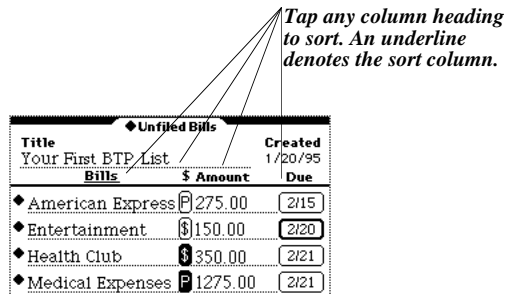 Tap any column heading
to sort. An underline
denotes the sort column.
◆Unfiled Bills
Title Created
Your First BTP List 1/20/95
Bills $ Amount Due
◆ American Express P 275.00 2/15
◆ Entertainment $ 150.00 2/20
◆ Health Club $ 350.00 2/21
◆ Medical Expenses P 1275.00 2/21